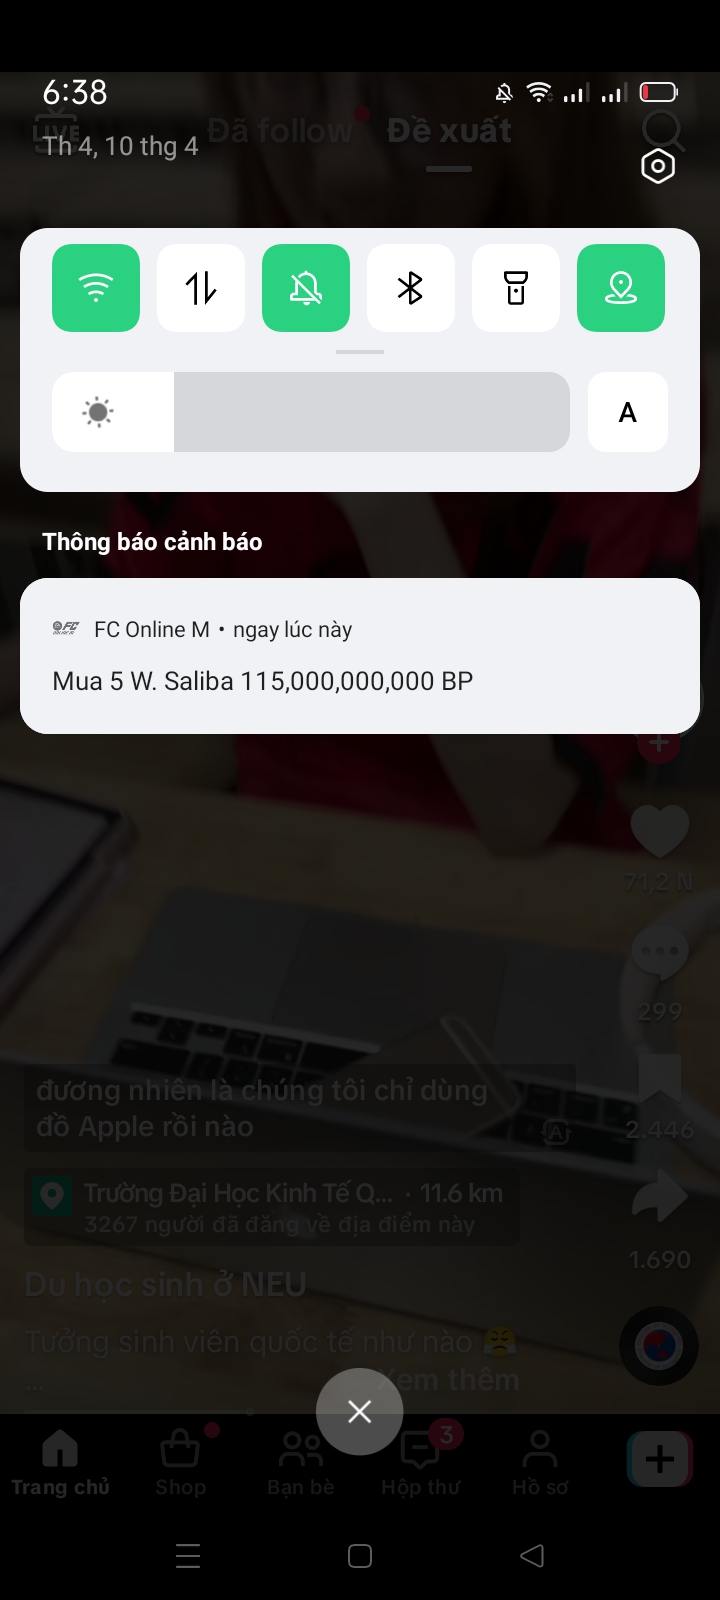 6:38
LIVE
Đã follow
Đề xuất
Th 4, 10 thg 4
A
Thông báo cảnh báo
FC Online M • ngay lúc này
Mua 5 W. Saliba 115,000,000,000 BP
71,2 N
299
đương nhiên là chúng tôi chỉ dùng
đồ Apple rồi nào
A
2.446
Trường Đại Học Kinh Tế Q... · 11.6 km
3267 người đã đăng về địa điểm này
1.690
Du học sinh ở NEU
Tưởng sinh viên quốc tế như nào 😤
... Xem thêm
3
Trang chủ
Shop
Bạn bè
Hộp thư
Hồ sơ